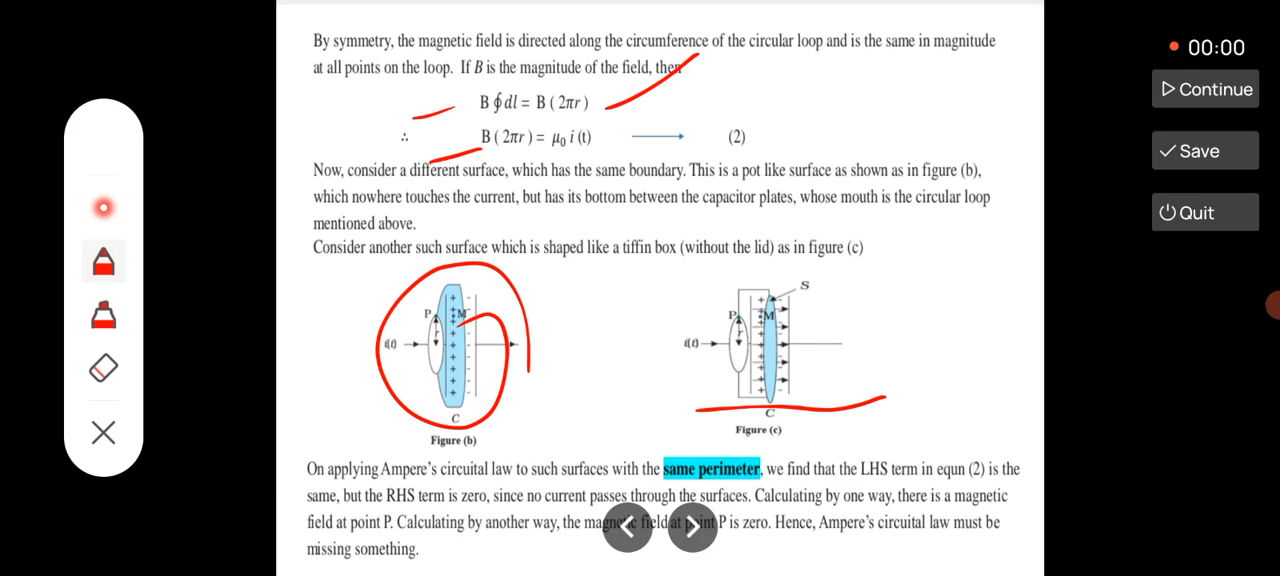 By symmetry, the magnetic field is directed along the circumference of the circular loop and is the same in magnitude
at all points on the loop. If B is the magnitude of the field, then
B ∮ dl = B ( 2πr )
∴ B ( 2πr ) = μ₀ i (t) (2)
Now, consider a different surface, which has the same boundary. This is a pot like surface as shown as in figure (b),
which nowhere touches the current, but has its bottom between the capacitor plates, whose mouth is the circular loop
mentioned above.
Consider another such surface which is shaped like a tiffin box (without the lid) as in figure (c)
P M
r
i(t)
C
Figure (b)
S
P M
r
i(t)
C
Figure (c)
On applying Ampere's circuital law to such surfaces with the same perimeter, we find that the LHS term in equn (2) is the
same, but the RHS term is zero, since no current passes through the surfaces. Calculating by one way, there is a magnetic
field at point P. Calculating by another way, the magnetic field at point P is zero. Hence, Ampere's circuital law must be
missing something.
00:00
Continue
Save
Quit